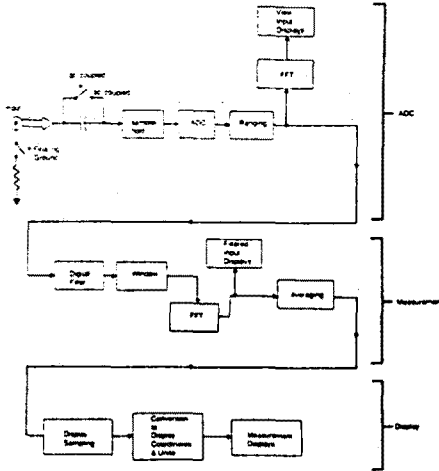 View
Input
Displays
FFT
dc coupled
ac coupled
Input
Floating
Ground
Sample
Hold
ADC
Ranging
ADC
Filtered
Input
Displays
Digital
Filter
Window
FFT
Averaging
Measurement
Display
Sampling
Conversion
to
Display
Coordinates
& Units
Measurement
Displays
Display